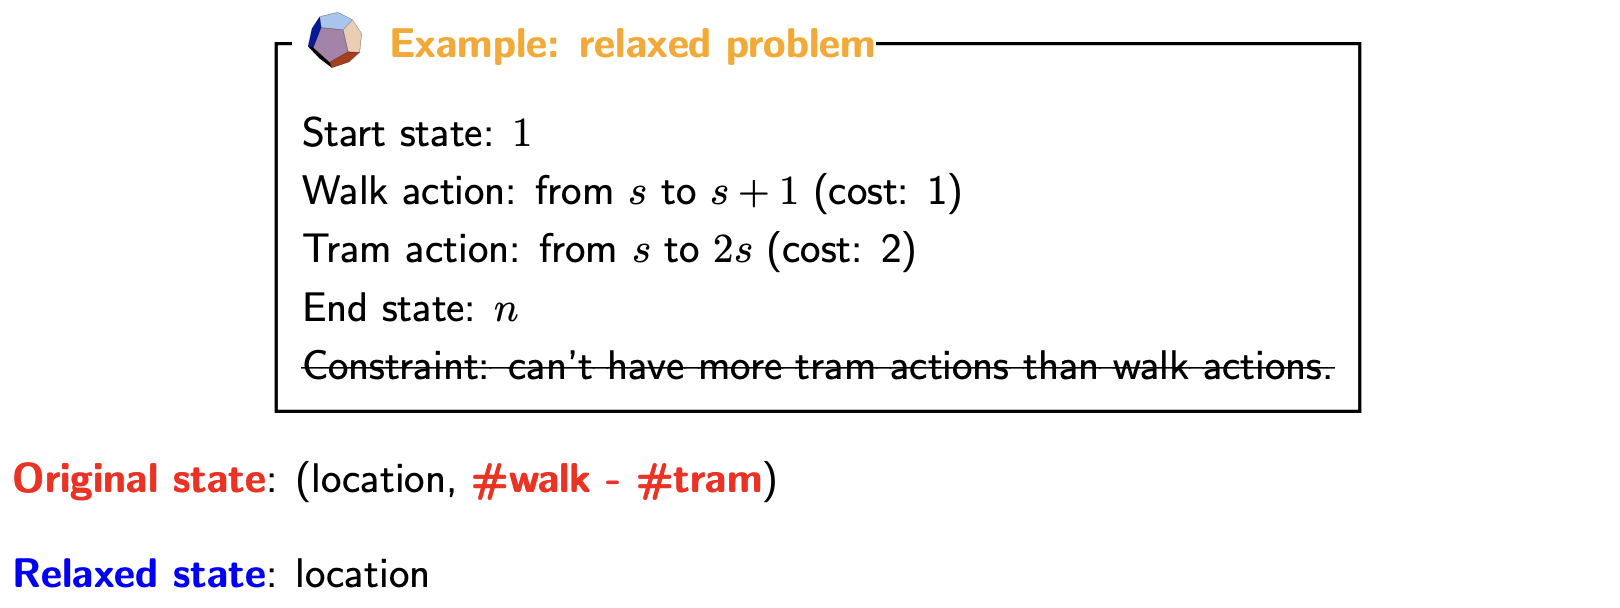 Example: relaxed problem
Start state: 1
Walk action: from s to s + 1 (cost: 1)
Tram action: from s to 2s (cost: 2)
End state: n
Constraint: can't have more tram actions than walk actions.
Original state: (location, #walk - #tram)
Relaxed state: location